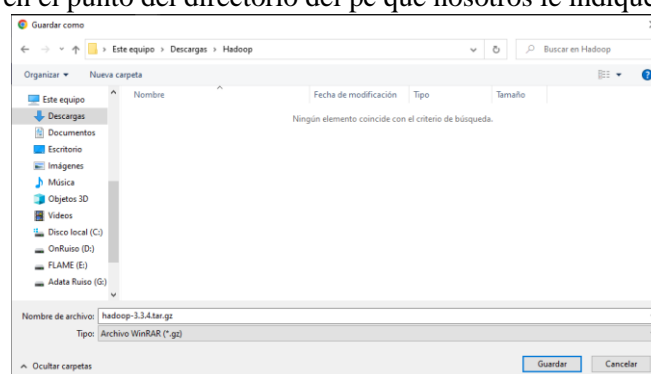 en el punto del directorio del pc que nosotros le indique
Guardar como
Este equipo > Descargas > Hadoop
Buscar en Hadoop
Organizar Nueva carpeta
Nombre Fecha de modificación Tipo Tamaño
Ningún elemento coincide con el criterio de búsqueda.
Este equipo
Descargas
Documentos
Escritorio
Imágenes
Música
Objetos 3D
Videos
Disco local (C:)
OnRuiso (D:)
FLAME (E:)
Adata Ruiso (G:)
Nombre de archivo: hadoop-3.3.4.tar.gz
Tipo: Archivo WinRAR (*.gz)
Ocultar carpetas Guardar Cancelar